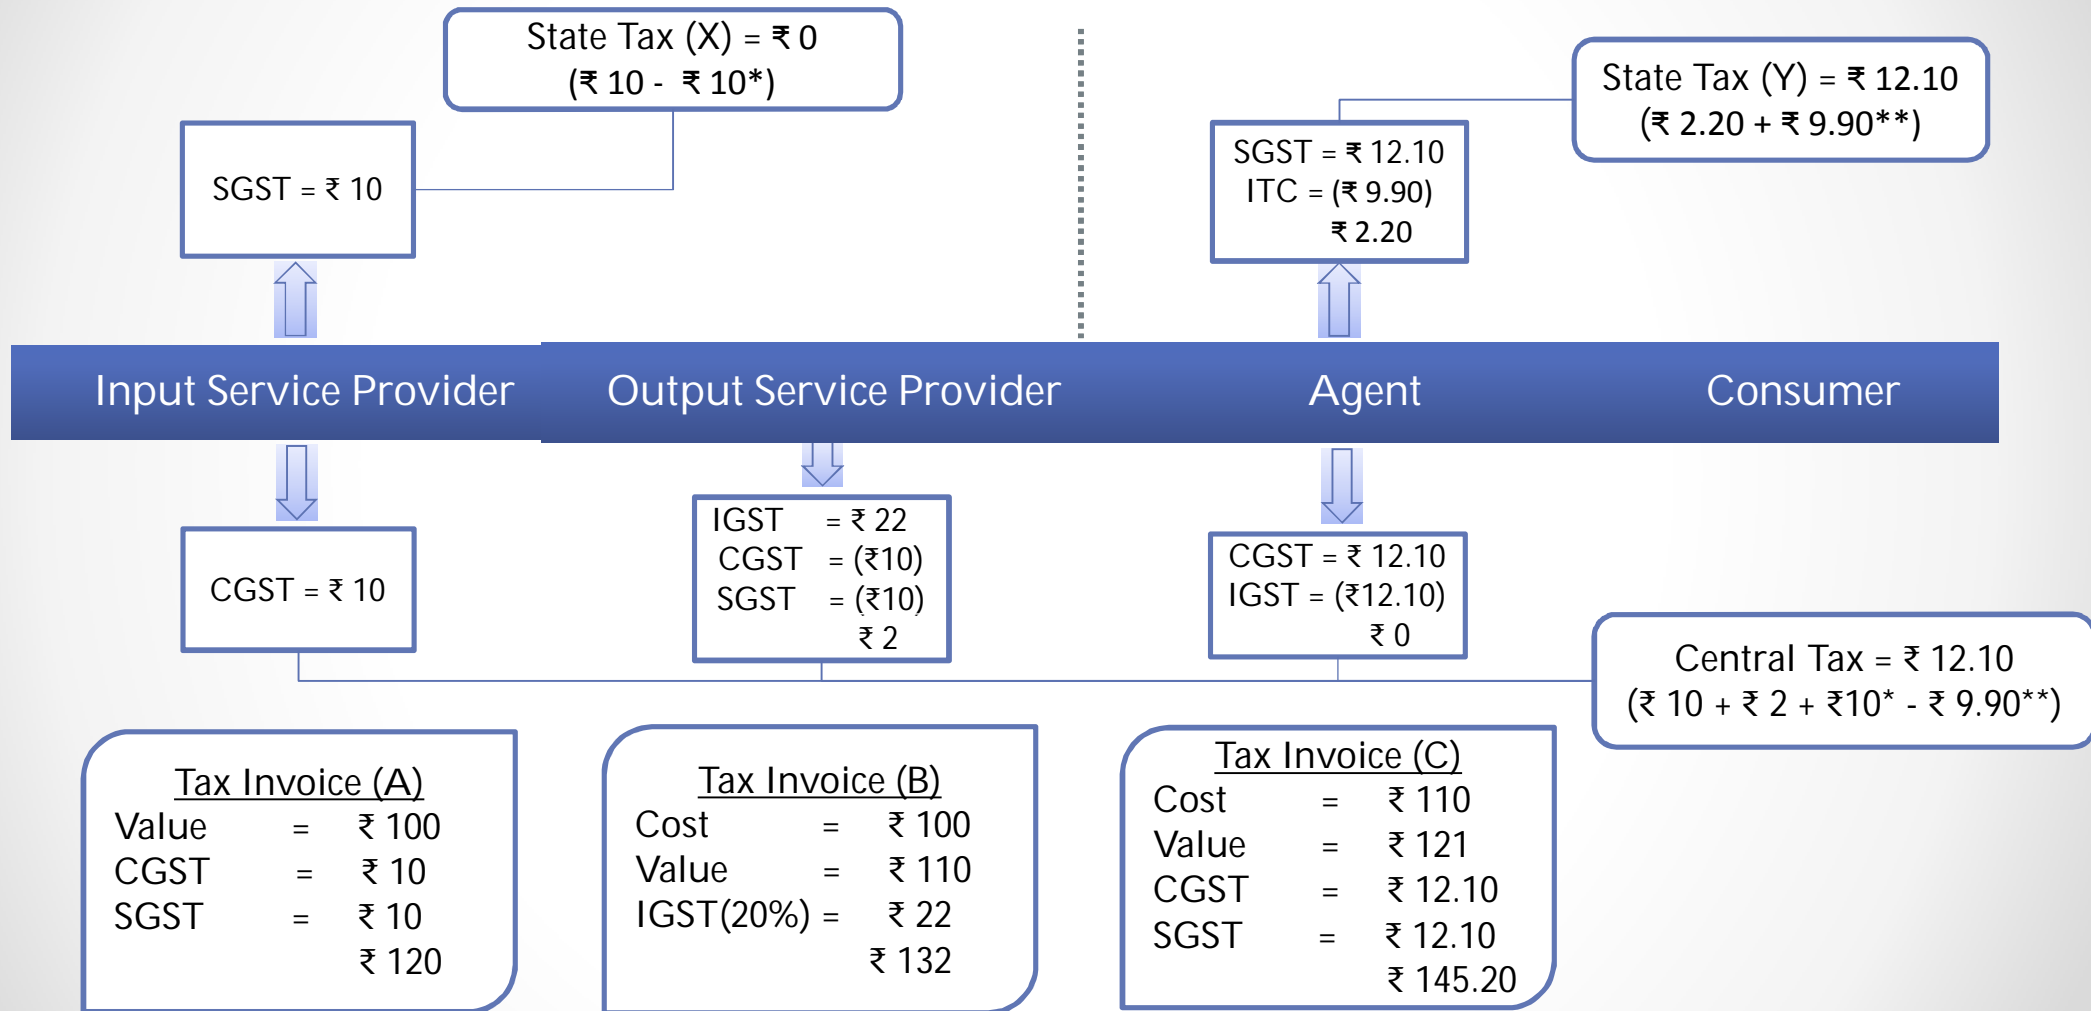 State Tax (X) = ₹ 0
(₹ 10 - ₹ 10*)
State Tax (Y) = ₹ 12.10
(₹ 2.20 + ₹ 9.90**)
SGST = ₹ 10
SGST = ₹ 12.10
ITC = (₹ 9.90)
₹ 2.20
Input Service Provider
Output Service Provider
Agent
Consumer
CGST = ₹ 10
IGST = ₹ 22
CGST = (₹10)
SGST = (₹10)
₹ 2
CGST = ₹ 12.10
IGST = (₹12.10)
₹ 0
Central Tax = ₹ 12.10
(₹ 10 + ₹ 2 + ₹10* - ₹ 9.90**)
Tax Invoice (A)
Value = ₹ 100
CGST = ₹ 10
SGST = ₹ 10
₹ 120
Tax Invoice (B)
Cost = ₹ 100
Value = ₹ 110
IGST(20%) = ₹ 22
₹ 132
Tax Invoice (C)
Cost = ₹ 110
Value = ₹ 121
CGST = ₹ 12.10
SGST = ₹ 12.10
₹ 145.20